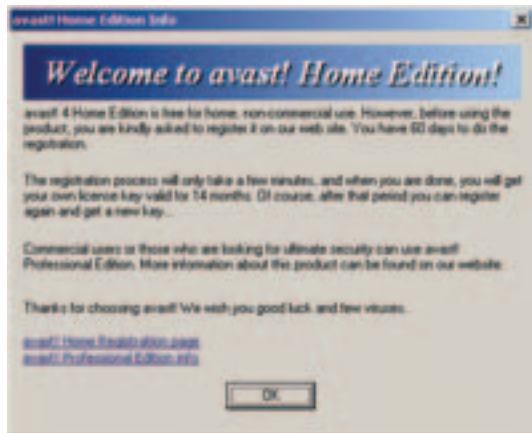 avast! Home Edition Info
Welcome to avast! Home Edition!
avast! 4 Home Edition is free for home, non-commercial use. However, before using the
product, you are kindly asked to register it on our web site. You have 60 days to do the
registration.
The registration process will only take a few minutes, and when you are done, you will get
your own license key valid for 14 months. Of course, after that period you can register
again and get a new key...
Commercial users or those who are looking for ultimate security can use avast!
Professional Edition. More information about this product can be found on our website.
Thanks for choosing avast! We wish you good luck and few viruses.
avast! Home Registration page
avast! Professional Edition info
OK